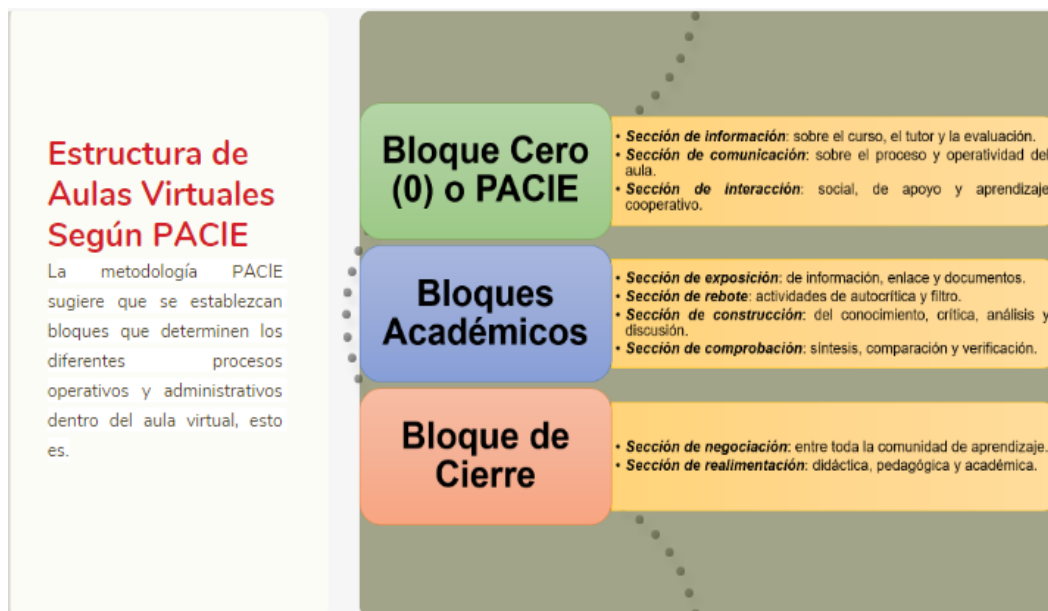 Estructura de
Aulas Virtuales
Según PACIE
La metodología PACIE
sugiere que se establezcan
bloques que determinen los
diferentes procesos
operativos y administrativos
dentro del aula virtual, esto
es.
Bloque Cero
(0) o PACIE
• Sección de información: sobre el curso, el tutor y la evaluación.
• Sección de comunicación: sobre el proceso y operatividad del
aula.
• Sección de interacción: social, de apoyo y aprendizaje
cooperativo.
Bloques
Académicos
• Sección de exposición: de información, enlace y documentos.
• Sección de rebote: actividades de autocrítica y filtro.
• Sección de construcción: del conocimiento, crítica, análisis y
discusión.
• Sección de comprobación: síntesis, comparación y verificación.
Bloque de
Cierre
• Sección de negociación: entre toda la comunidad de aprendizaje.
• Sección de realimentación: didáctica, pedagógica y académica.